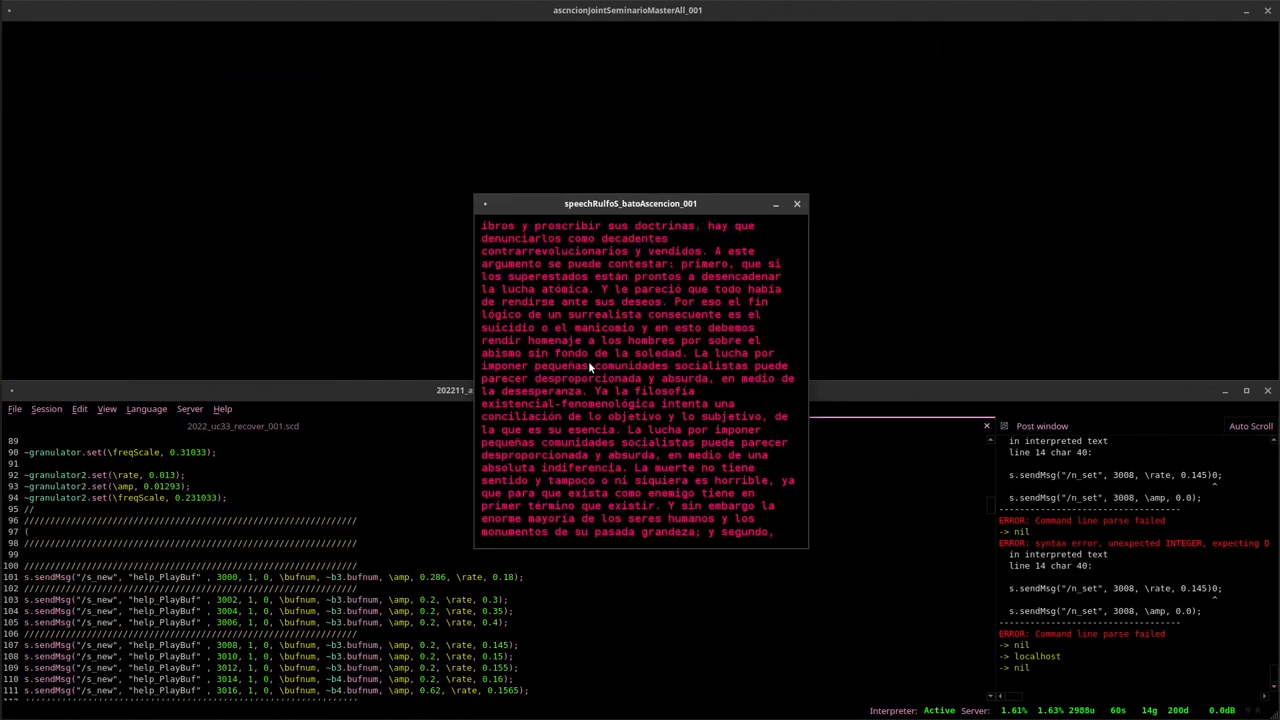 ascncionJointSeminarioMasterAll_001
speechRulfoS_batoAscencion_001
ibros y proscribir sus doctrinas, hay que
denunciarlos como decadentes
contrarrevolucionarios y vendidos. A este
argumento se puede contestar: primero, que si
los superestados están prontos a desencadenar
la lucha atómica. Y le pareció que todo había
de rendirse ante sus deseos. Por eso el fin
lógico de un surrealista consecuente es el
suicidio o el manicomio y en esto debemos
rendir homenaje a los hombres por sobre el
abismo sin fondo de la soledad. La lucha por
imponer pequeñas comunidades socialistas puede
parecer desproporcionada y absurda, en medio de
la desesperanza. Ya la filosofía
existencial-fenomenológica intenta una
conciliación de lo objetivo y lo subjetivo, de
la que es su esencia. La lucha por imponer
pequeñas comunidades socialistas puede parecer
desproporcionada y absurda, en medio de una
absoluta indiferencia. La muerte no tiene
sentido y tampoco o ni siquiera es horrible, ya
que para que exista como enemigo tiene en
primer término que existir. Y sin embargo la
enorme mayoría de los seres humanos y los
monumentos de su pasada grandeza; y segundo,
202211_a
File Session Edit View Language Server Help
2022_uc33_recover_001.scd
89
90 ~granulator.set(\freqScale, 0.31033);
91
92 ~granulator2.set(\rate, 0.013);
93 ~granulator2.set(\amp, 0.01293);
94 ~granulator2.set(\freqScale, 0.231033);
95 //
96 ////////////////////////////////////////////////////////////////
97 (
98 ////////////////////////////////////////////////////////////////
99
100 ////////////////////////////////////////////////////////////////
101 s.sendMsg("/s_new", "help_PlayBuf" , 3000, 1, 0, \bufnum, ~b3.bufnum, \amp, 0.286, \rate, 0.18);
102 ////////////////////////////////////////////////////////////////
103 s.sendMsg("/s_new", "help_PlayBuf" , 3002, 1, 0, \bufnum, ~b3.bufnum, \amp, 0.2, \rate, 0.3);
104 s.sendMsg("/s_new", "help_PlayBuf" , 3004, 1, 0, \bufnum, ~b3.bufnum, \amp, 0.2, \rate, 0.35);
105 s.sendMsg("/s_new", "help_PlayBuf" , 3006, 1, 0, \bufnum, ~b3.bufnum, \amp, 0.2, \rate, 0.4);
106 ////////////////////////////////////////////////////////////////
107 s.sendMsg("/s_new", "help_PlayBuf" , 3008, 1, 0, \bufnum, ~b3.bufnum, \amp, 0.2, \rate, 0.145);
108 s.sendMsg("/s_new", "help_PlayBuf" , 3010, 1, 0, \bufnum, ~b3.bufnum, \amp, 0.2, \rate, 0.15);
109 s.sendMsg("/s_new", "help_PlayBuf" , 3012, 1, 0, \bufnum, ~b4.bufnum, \amp, 0.2, \rate, 0.155);
110 s.sendMsg("/s_new", "help_PlayBuf" , 3014, 1, 0, \bufnum, ~b4.bufnum, \amp, 0.2, \rate, 0.16);
111 s.sendMsg("/s_new", "help_PlayBuf" , 3016, 1, 0, \bufnum, ~b4.bufnum, \amp, 0.62, \rate, 0.1565);
Post window Auto Scroll
in interpreted text
line 14 char 40:
s.sendMsg("/n_set", 3008, \rate, 0.145)0;
^
s.sendMsg("/n_set", 3008, \amp, 0.0);
-----------------------------------
ERROR: Command line parse failed
-> nil
ERROR: syntax error, unexpected INTEGER, expecting D
in interpreted text
line 14 char 40:
s.sendMsg("/n_set", 3008, \rate, 0.145)0;
^
s.sendMsg("/n_set", 3008, \amp, 0.0);
-----------------------------------
ERROR: Command line parse failed
-> nil
-> localhost
-> nil
Interpreter: Active Server: 1.61% 1.63% 2988u 60s 14g 200d 0.0dB